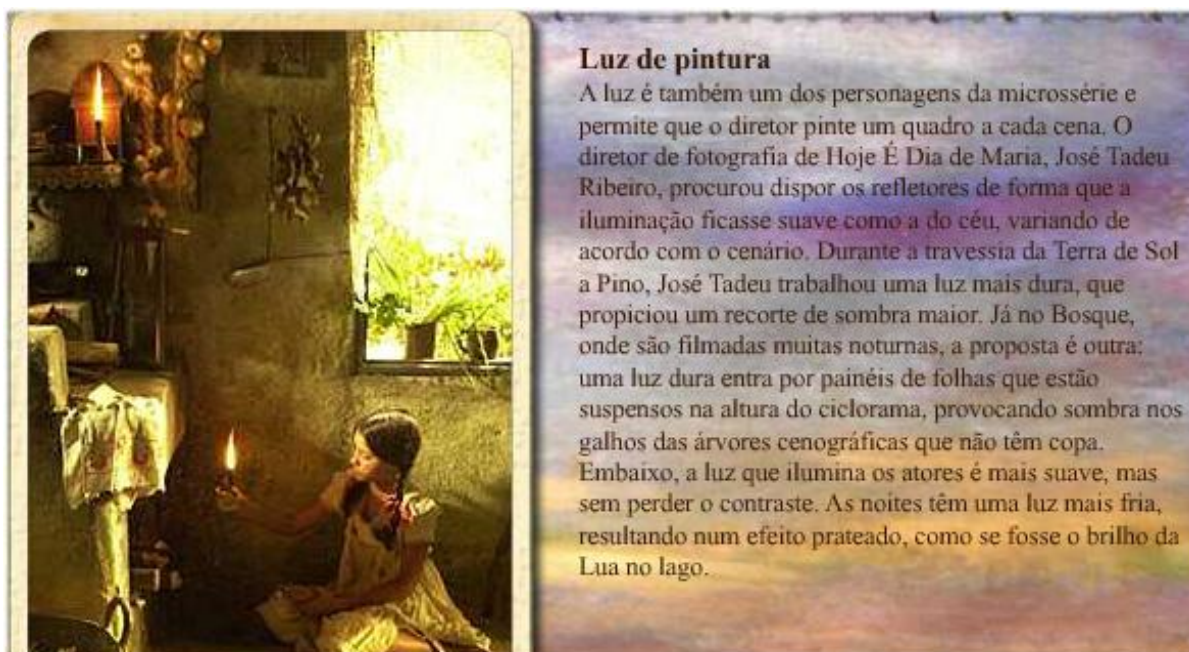 Luz de pintura
A luz é também um dos personagens da microssérie e
permite que o diretor pinte um quadro a cada cena. O
diretor de fotografia de Hoje É Dia de Maria, José Tadeu
Ribeiro, procurou dispor os refletores de forma que a
iluminação ficasse suave como a do céu, variando de
acordo com o cenário. Durante a travessia da Terra de Sol
a Pino, José Tadeu trabalhou uma luz mais dura, que
propiciou um recorte de sombra maior. Já no Bosque,
onde são filmadas muitas noturnas, a proposta é outra:
uma luz dura entra por painéis de folhas que estão
suspensos na altura do ciclorama, provocando sombra nos
galhos das árvores cenográficas que não têm copa.
Embaixo, a luz que ilumina os atores é mais suave, mas
sem perder o contraste. As noites têm uma luz mais fria,
resultando num efeito prateado, como se fosse o brilho da
Lua no lago.